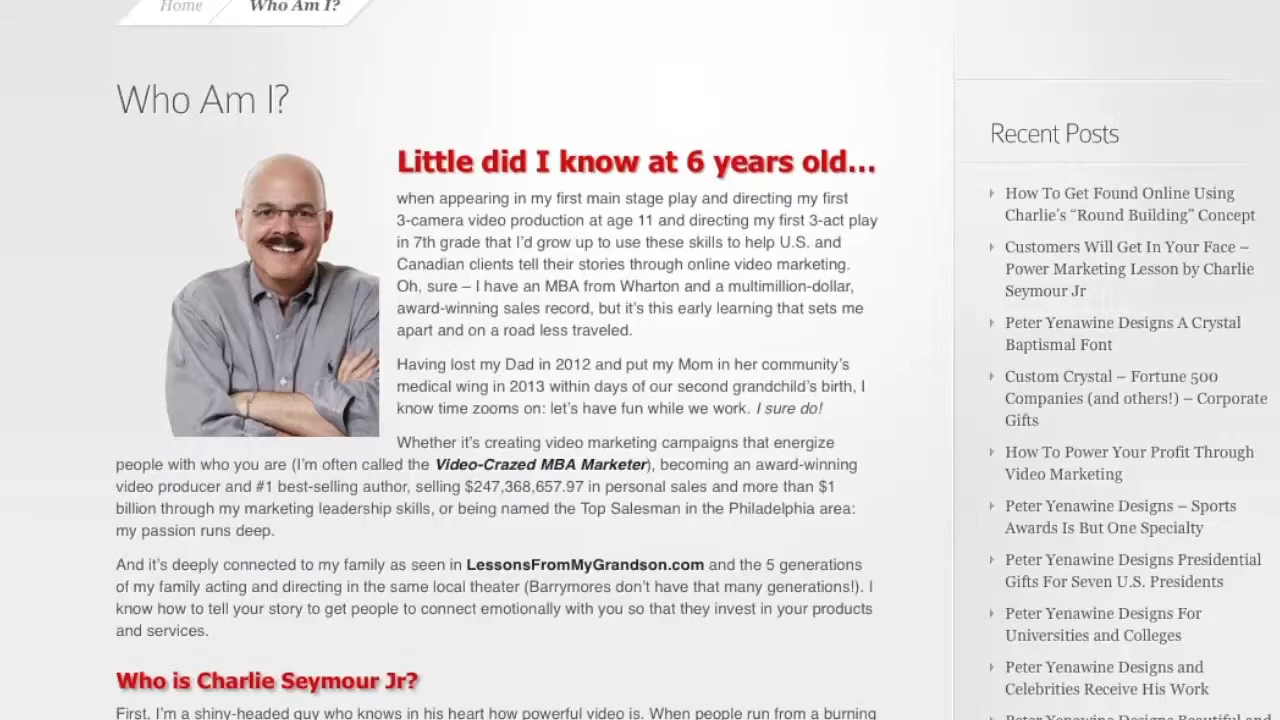 Home
Who Am I?
Who Am I?
Little did I know at 6 years old...
when appearing in my first main stage play and directing my first
3-camera video production at age 11 and directing my first 3-act play
in 7th grade that I'd grow up to use these skills to help U.S. and
Canadian clients tell their stories through online video marketing.
Oh, sure – I have an MBA from Wharton and a multimillion-dollar,
award-winning sales record, but it's this early learning that sets me
apart and on a road less traveled.
Having lost my Dad in 2012 and put my Mom in her community's
medical wing in 2013 within days of our second grandchild's birth, I
know time zooms on: let's have fun while we work. I sure do!
Whether it's creating video marketing campaigns that energize
people with who you are (I'm often called the Video-Crazed MBA Marketer), becoming an award-winning
video producer and #1 best-selling author, selling $247,368,657.97 in personal sales and more than $1
billion through my marketing leadership skills, or being named the Top Salesman in the Philadelphia area:
my passion runs deep.
And it's deeply connected to my family as seen in LessonsFromMyGrandson.com and the 5 generations
of my family acting and directing in the same local theater (Barrymores don't have that many generations!). I
know how to tell your story to get people to connect emotionally with you so that they invest in your products
and services.
Who is Charlie Seymour Jr?
First, I'm a shiny-headed guy who knows in his heart how powerful video is. When people run from a burning
Recent Posts
How To Get Found Online Using
Charlie's “Round Building” Concept
Customers Will Get In Your Face –
Power Marketing Lesson by Charlie
Seymour Jr
Peter Yenawine Designs A Crystal
Baptismal Font
Custom Crystal – Fortune 500
Companies (and others!) – Corporate
Gifts
How To Power Your Profit Through
Video Marketing
Peter Yenawine Designs – Sports
Awards Is But One Specialty
Peter Yenawine Designs Presidential
Gifts For Seven U.S. Presidents
Peter Yenawine Designs For
Universities and Colleges
Peter Yenawine Designs and
Celebrities Receive His Work
Peter Yenawine Designs Beautiful and